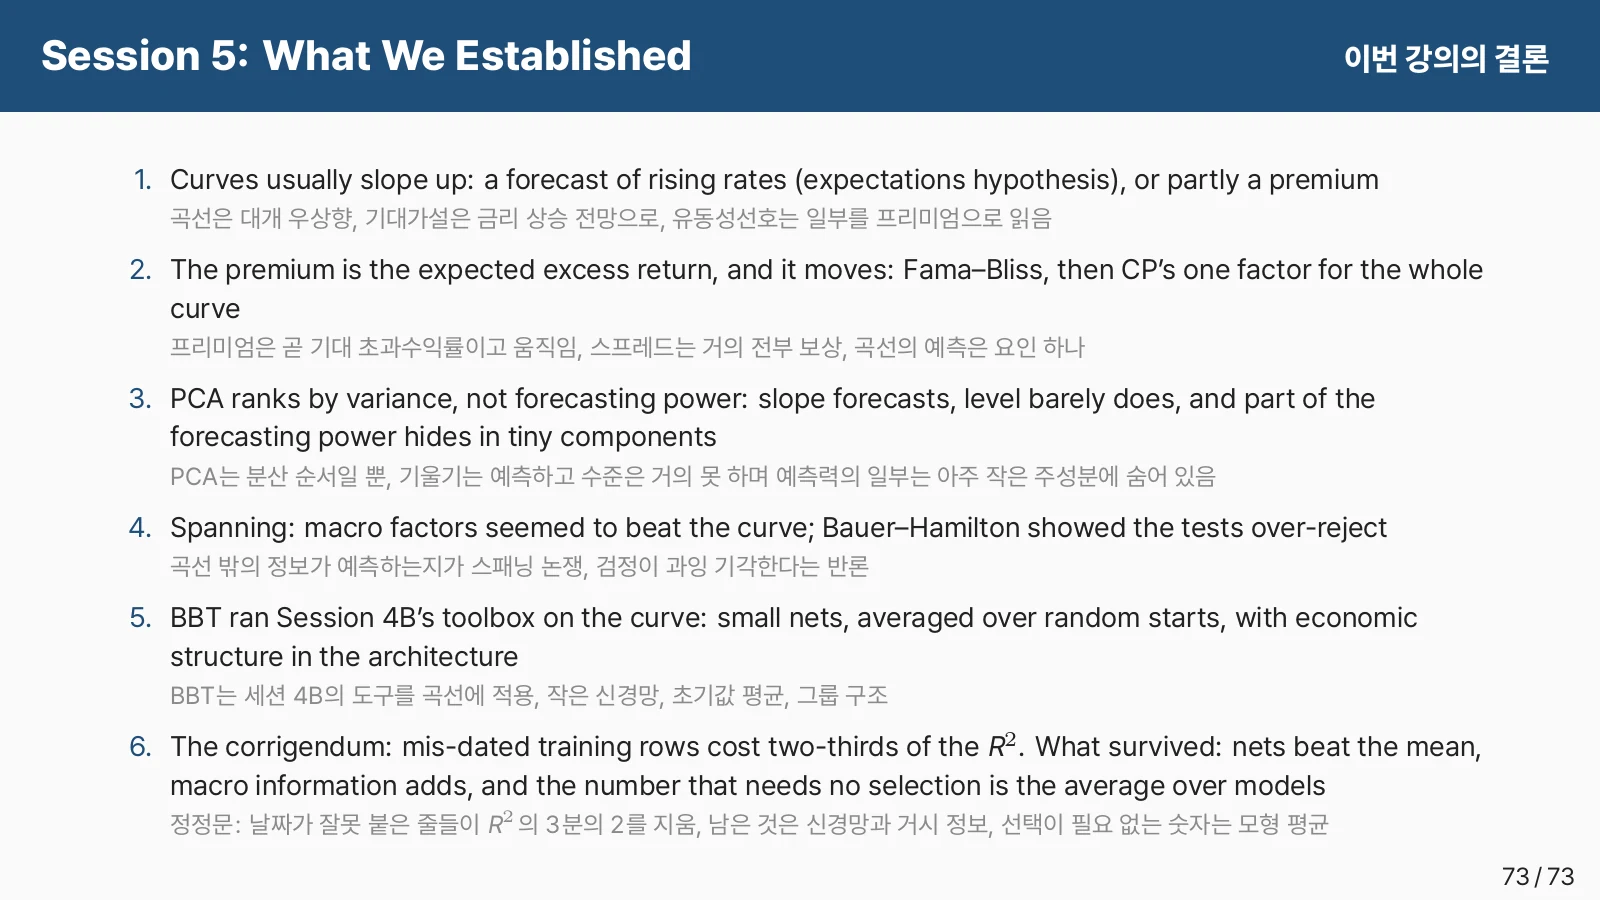 Session 5: What We Established
이번 강의의 결론
1. Curves usually slope up: a forecast of rising rates (expectations hypothesis), or partly a premium
곡선은 대개 우상향, 기대가설은 금리 상승 전망으로, 유동성선호는 일부를 프리미엄으로 읽음
2. The premium is the expected excess return, and it moves: Fama–Bliss, then CP’s one factor for the whole
curve
프리미엄은 곧 기대 초과수익률이고 움직임, 스프레드는 거의 전부 보상, 곡선의 예측은 요인 하나
3. PCA ranks by variance, not forecasting power: slope forecasts, level barely does, and part of the
forecasting power hides in tiny components
PCA는 분산 순서일 뿐, 기울기는 예측하고 수준은 거의 못 하며 예측력의 일부는 아주 작은 주성분에 숨어 있음
4. Spanning: macro factors seemed to beat the curve; Bauer–Hamilton showed the tests over-reject
곡선 밖의 정보가 예측하는지가 스패닝 논쟁, 검정이 과잉 기각한다는 반론
5. BBT ran Session 4B’s toolbox on the curve: small nets, averaged over random starts, with economic
structure in the architecture
BBT는 세션 4B의 도구를 곡선에 적용, 작은 신경망, 초기값 평균, 그룹 구조
6. The corrigendum: mis-dated training rows cost two-thirds of the R². What survived: nets beat the mean,
macro information adds, and the number that needs no selection is the average over models
정정문: 날짜가 잘못 붙은 줄들이 R²의 3분의 2를 지움, 남은 것은 신경망과 거시 정보, 선택이 필요 없는 숫자는 모형 평균
73 / 73